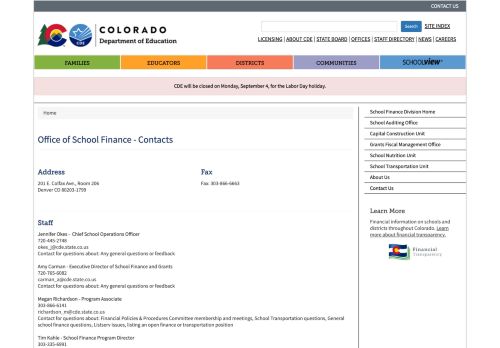 CONTACT US
COLORADO
Department of Education
CDE
Search
SITE INDEX
LICENSING | ABOUT CDE | STATE BOARD | OFFICES | STAFF DIRECTORY | NEWS | CAREERS
FAMILIES
EDUCATORS
DISTRICTS
COMMUNITIES
SCHOOLVIEW
CDE will be closed on Monday, September 4, for the Labor Day holiday.
Home
Office of School Finance - Contacts
Address
201 E. Colfax Ave., Room 206
Denver CO 80203-1799
Fax
Fax: 303-866-6663
Staff
Jennifer Okes - Chief School Operations Officer
720-445-2748
okes_j@cde.state.co.us
Contact for questions about: Any general questions or feedback
Amy Carman - Executive Director of School Finance and Grants
720-765-6082
carman_a@cde.state.co.us
Contact for questions about: Any general questions or feedback
Megan Richardson - Program Associate
303-866-6141
richardson_m@cde.state.co.us
Contact for questions about: Financial Policies & Procedures Committee membership and meetings, School Transportation questions, General
school finance questions, Listserv issues, listing an open finance or transportation position
Tim Kahle - School Finance Program Director
303-335-6991
School Finance Division Home
School Auditing Office
Capital Construction Unit
Grants Fiscal Management Office
School Nutrition Unit
School Transportation Unit
About Us
Contact Us
Learn More
Financial information on schools and
districts throughout Colorado. Learn
more about financial transparency.
Financial
Transparency